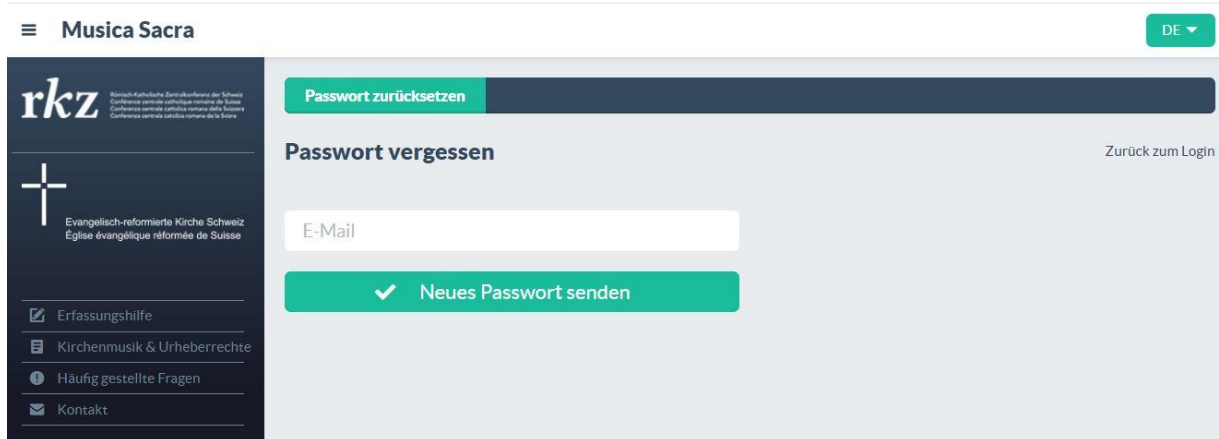 Musica Sacra
DE
rkz
Römisch-Katholische Zentralkonferenz der Schweiz
Conférence centrale catholique romaine de Suisse
Conferenza centrale cattolica romana della Svizzera
Conferenza centrala catolica romana da la Svizra
Evangelisch-reformierte Kirche Schweiz
Église évangélique réformée de Suisse
Erfassungshilfe
Kirchenmusik & Urheberrechte
Häufig gestellte Fragen
Kontakt
Passwort zurücksetzen
Passwort vergessen
Zurück zum Login
E-Mail
Neues Passwort senden